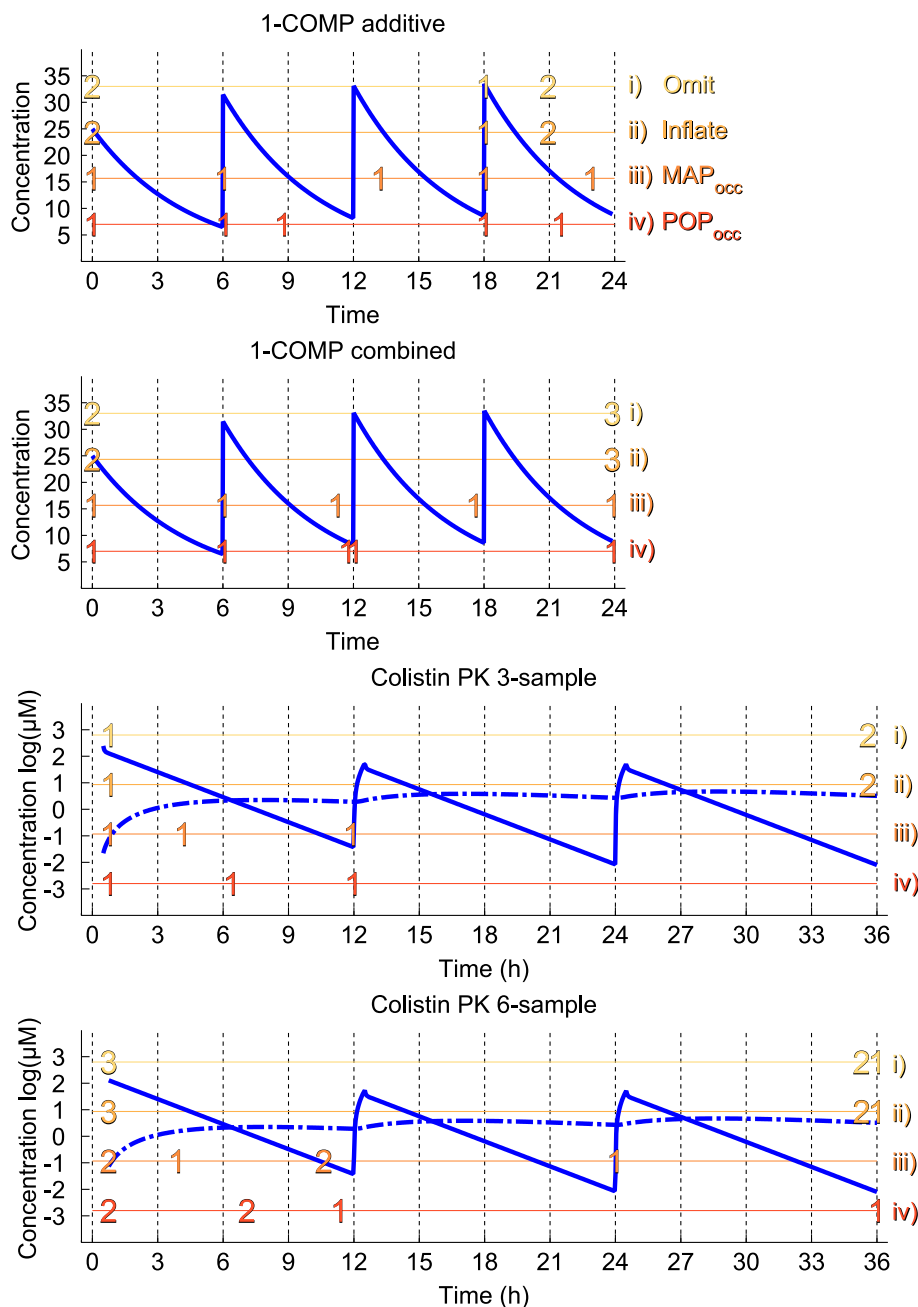 1-COMP additive
Concentration
35
30
25
20
15
10
5
2 1 2 i) Omit
2 1 2 ii) Inflate
1 1 1 1 1 iii) MAPocc
1 1 1 1 1 iv) POPocc
0 3 6 9 12 15 18 21 24
Time
1-COMP combined
Concentration
35
30
25
20
15
10
5
2 3 i)
2 3 ii)
1 1 1 1 1 iii)
1 1 1 1 1 iv)
0 3 6 9 12 15 18 21 24
Time
Colistin PK 3-sample
Concentration log(µM)
3
2
1
0
-1
-2
-3
1 2 i)
1 2 ii)
1 1 1 iii)
1 1 1 iv)
0 3 6 9 12 15 18 21 24 27 30 33 36
Time (h)
Colistin PK 6-sample
Concentration log(µM)
3
2
1
0
-1
-2
-3
3 2 1 i)
3 2 1 ii)
2 1 2 1 iii)
2 2 1 1 iv)
0 3 6 9 12 15 18 21 24 27 30 33 36
Time (h)